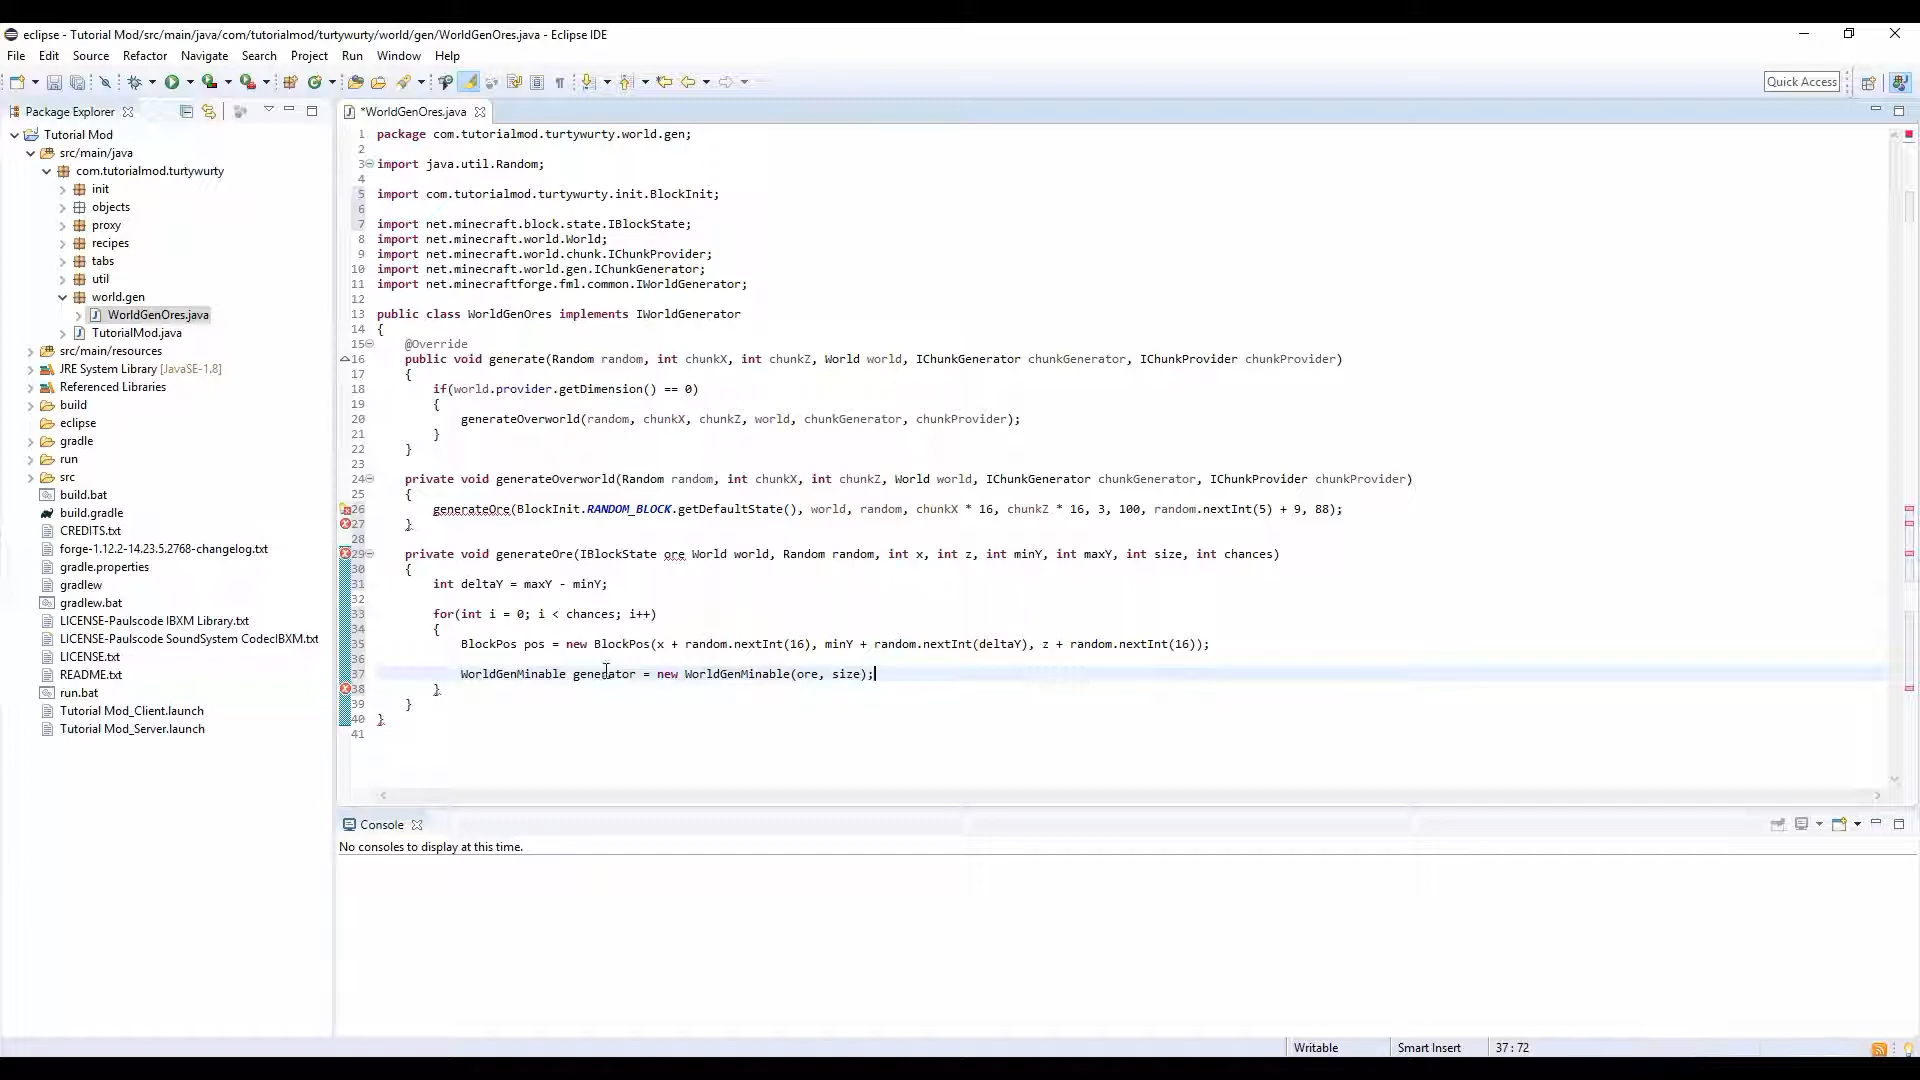 eclipse - Tutorial Mod/src/main/java/com/tutorialmod/turtywurty/world/gen/WorldGenOres.java - Eclipse IDE
File Edit Source Refactor Navigate Search Project Run Window Help
Quick Access
Package Explorer
*WorldGenOres.java
Tutorial Mod
src/main/java
com.tutorialmod.turtywurty
init
objects
proxy
recipes
tabs
util
world.gen
WorldGenOres.java
TutorialMod.java
src/main/resources
JRE System Library [JavaSE-1.8]
Referenced Libraries
build
eclipse
gradle
run
src
build.bat
build.gradle
CREDITS.txt
forge-1.12.2-14.23.5.2768-changelog.txt
gradle.properties
gradlew
gradlew.bat
LICENSE-Paulscode IBXM Library.txt
LICENSE-Paulscode SoundSystem CodecIBXM.txt
LICENSE.txt
README.txt
run.bat
Tutorial Mod_Client.launch
Tutorial Mod_Server.launch
1 package com.tutorialmod.turtywurty.world.gen;
2
3 import java.util.Random;
4
5 import com.tutorialmod.turtywurty.init.BlockInit;
6
7 import net.minecraft.block.state.IBlockState;
8 import net.minecraft.world.World;
9 import net.minecraft.world.chunk.IChunkProvider;
10 import net.minecraft.world.gen.IChunkGenerator;
11 import net.minecraftforge.fml.common.IWorldGenerator;
12
13 public class WorldGenOres implements IWorldGenerator
14 {
15 @Override
16 public void generate(Random random, int chunkX, int chunkZ, World world, IChunkGenerator chunkGenerator, IChunkProvider chunkProvider)
17 {
18 if(world.provider.getDimension() == 0)
19 {
20 generateOverworld(random, chunkX, chunkZ, world, chunkGenerator, chunkProvider);
21 }
22 }
23
24 private void generateOverworld(Random random, int chunkX, int chunkZ, World world, IChunkGenerator chunkGenerator, IChunkProvider chunkProvider)
25 {
26 generateOre(BlockInit.RANDOM_BLOCK.getDefaultState(), world, random, chunkX * 16, chunkZ * 16, 3, 100, random.nextInt(5) + 9, 88);
27 }
28
29 private void generateOre(IBlockState ore World world, Random random, int x, int z, int minY, int maxY, int size, int chances)
30 {
31 int deltaY = maxY - minY;
32
33 for(int i = 0; i < chances; i++)
34 {
35 BlockPos pos = new BlockPos(x + random.nextInt(16), minY + random.nextInt(deltaY), z + random.nextInt(16));
36
37 WorldGenMinable generator = new WorldGenMinable(ore, size);
38 }
39 }
40 }
41
Console
No consoles to display at this time.
Writable Smart Insert 37:72